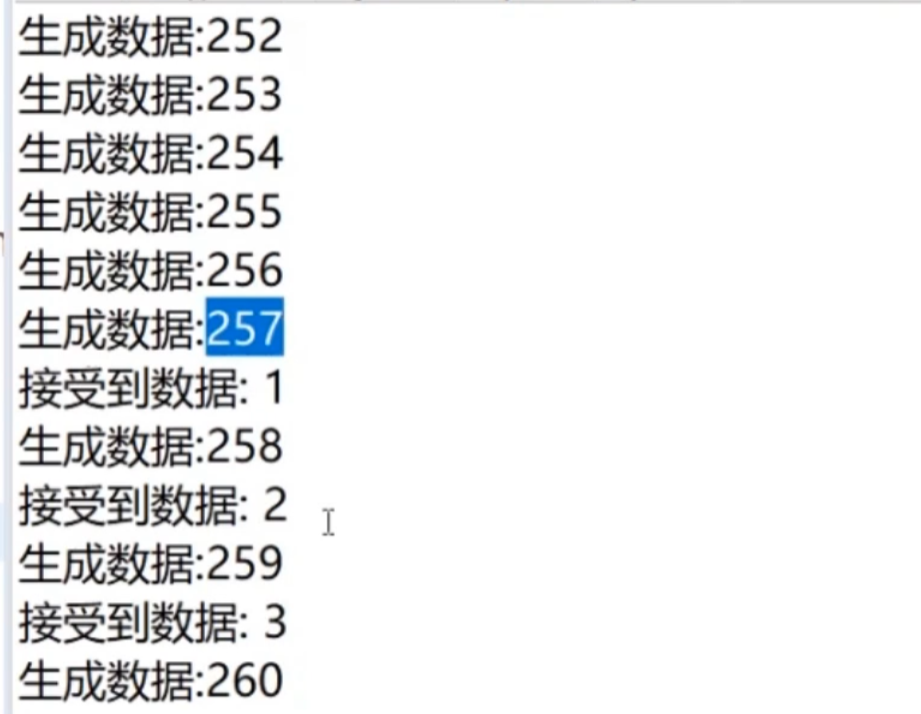 生成数据:252
生成数据:253
生成数据:254
生成数据:255
生成数据:256
生成数据:257
接受到数据: 1
生成数据:258
接受到数据: 2
生成数据:259
接受到数据: 3
生成数据:260